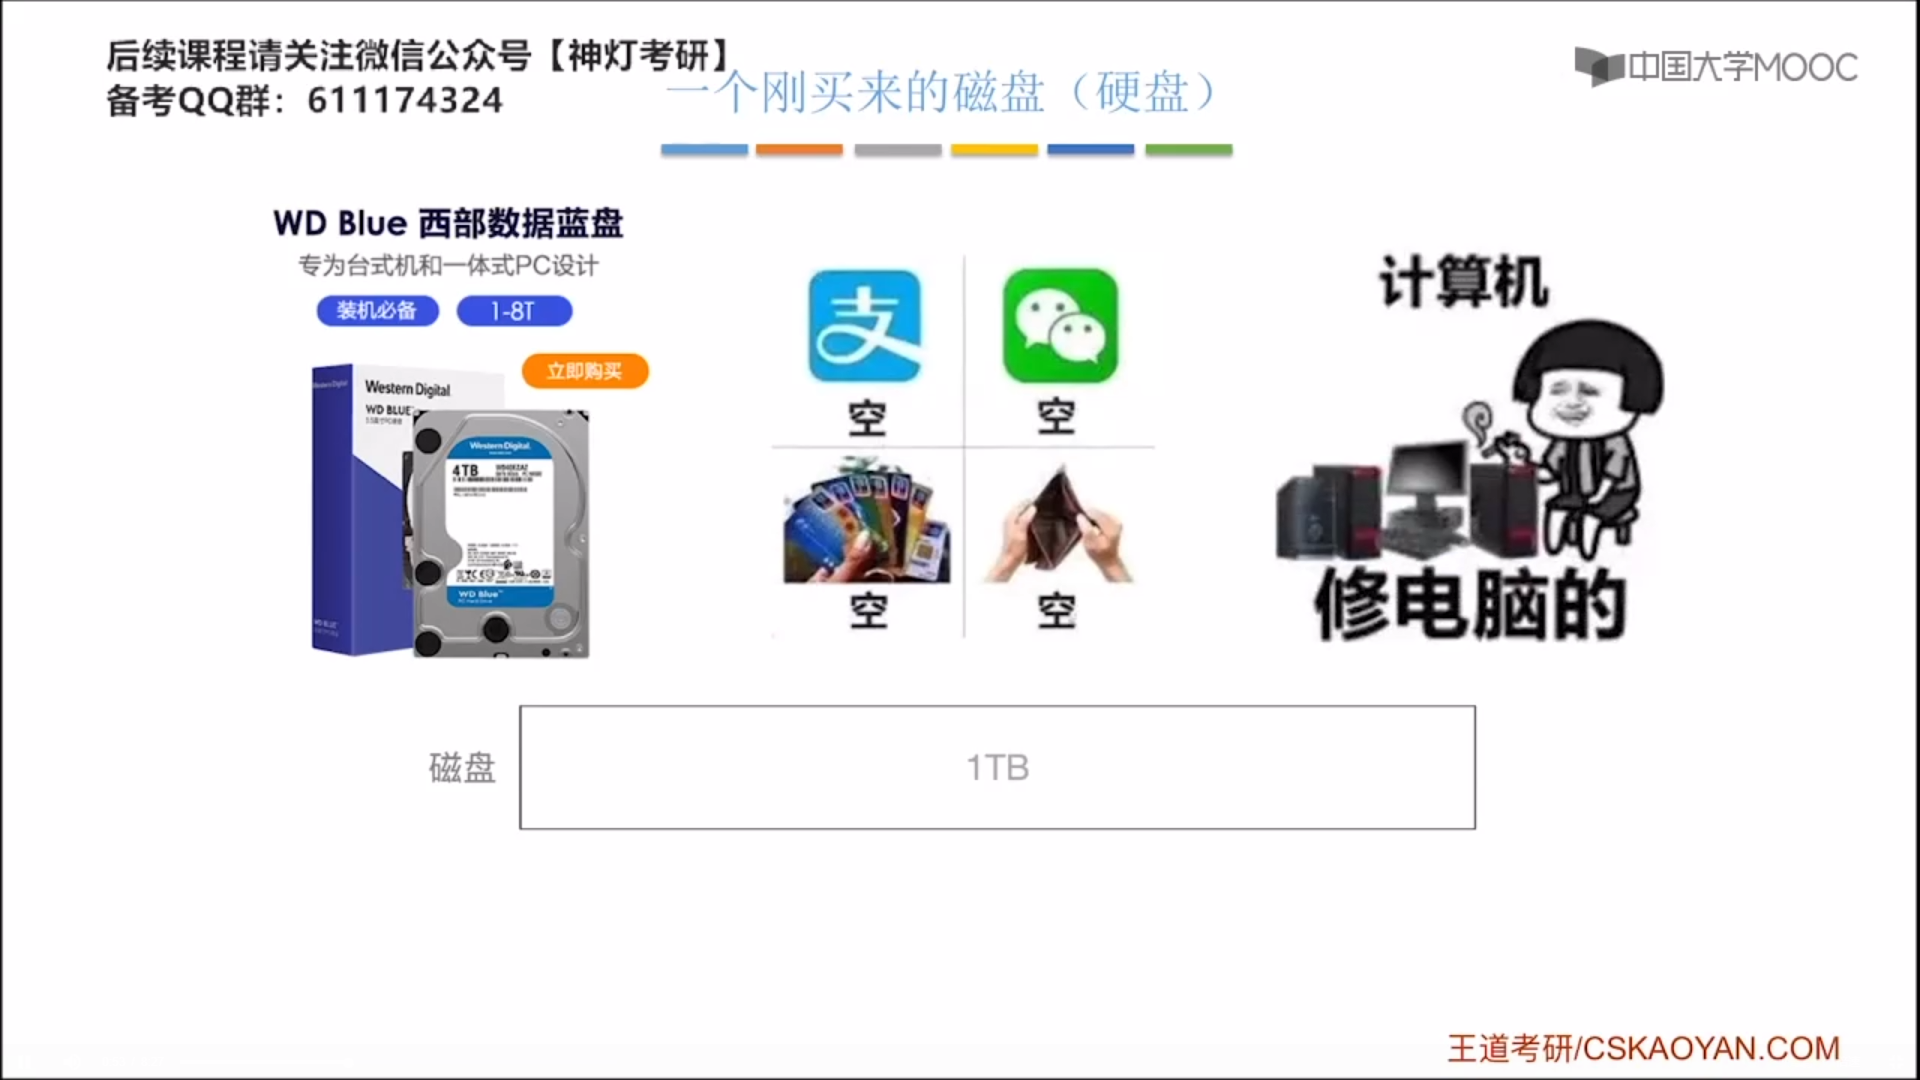 后续课程请关注微信公众号【神灯考研】
备考QQ群：611174324
一个刚买来的磁盘（硬盘）
中国大学MOOC
WD Blue 西部数据蓝盘
专为台式机和一体式PC设计
装机必备
1-8T
立即购买
Western Digital
WD BLUE
Western Digital
4TB
WD Blue
空
空
空
空
计算机
修电脑的
磁盘
1TB
王道考研/CSKAOYAN.COM